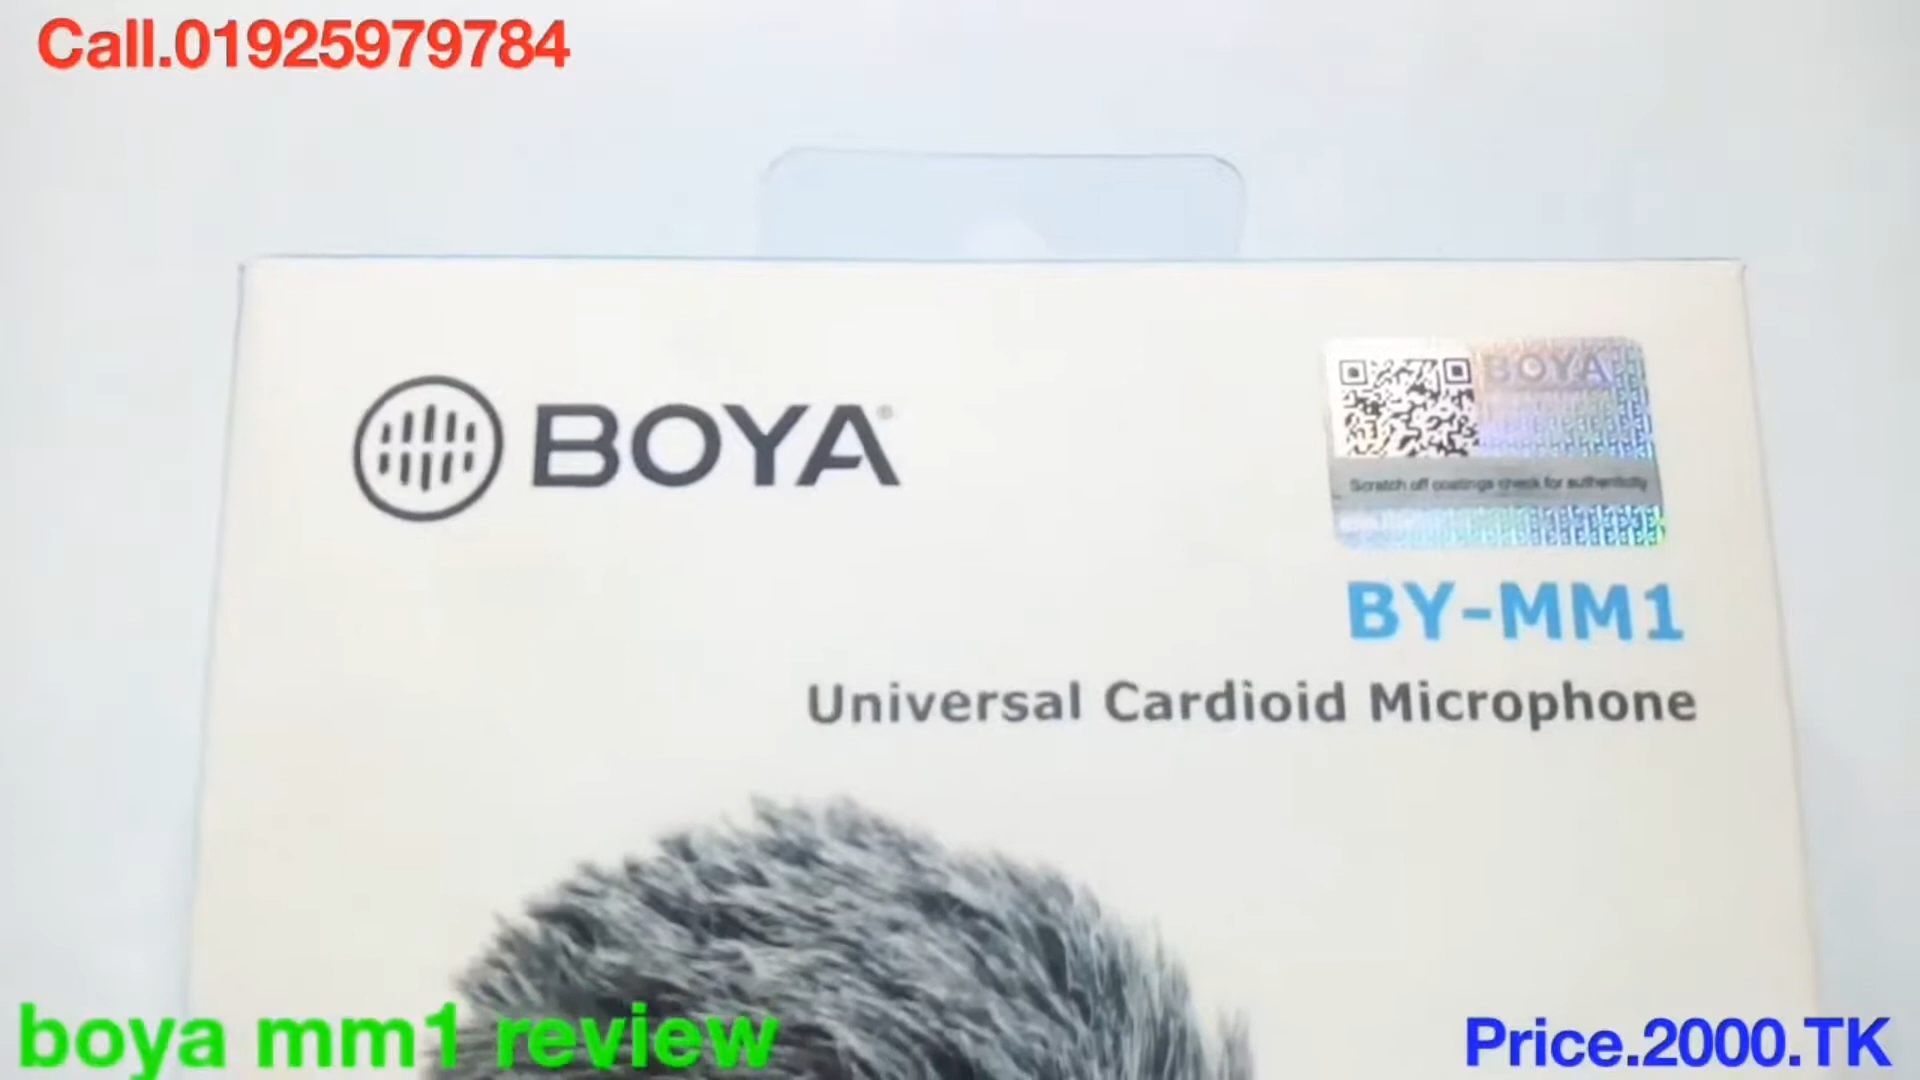 Call.01925979784
BOYA®
BOYA
Scratch off coatings check for authenticity
BY-MM1
Universal Cardioid Microphone
boya mm1 review
Price.2000.TK